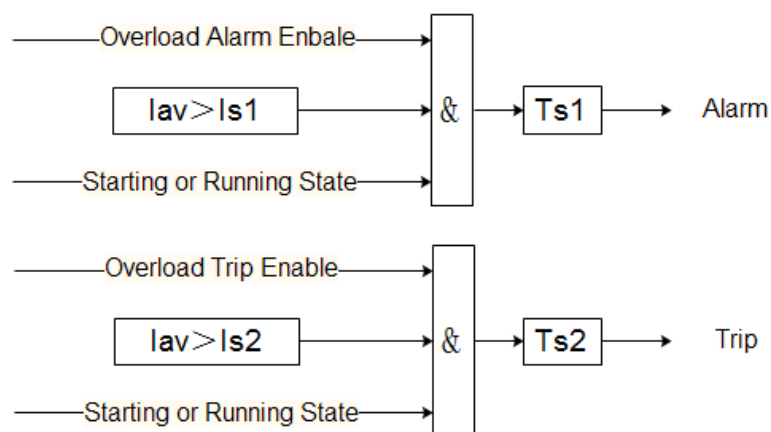 Overload Alarm Enbale
Iav＞Is1
&
Ts1
Alarm
Starting or Running State
Overload Trip Enable
Iav＞Is2
&
Ts2
Trip
Starting or Running State